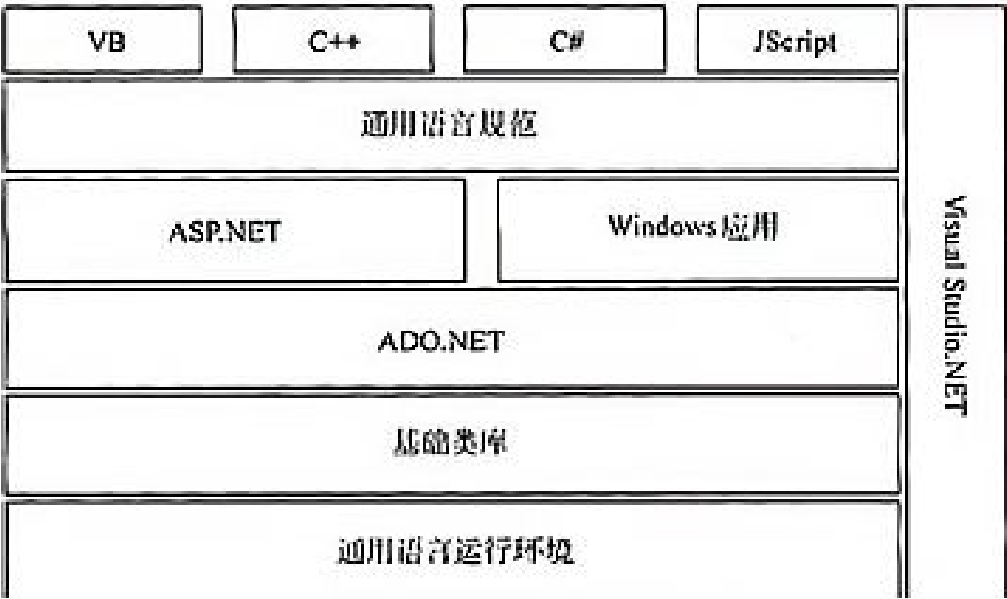 VB
C++
C#
JScript
通用语言规范
ASP.NET
Windows应用
ADO.NET
基础类库
通用语言运行环境
Visual Studio.NET